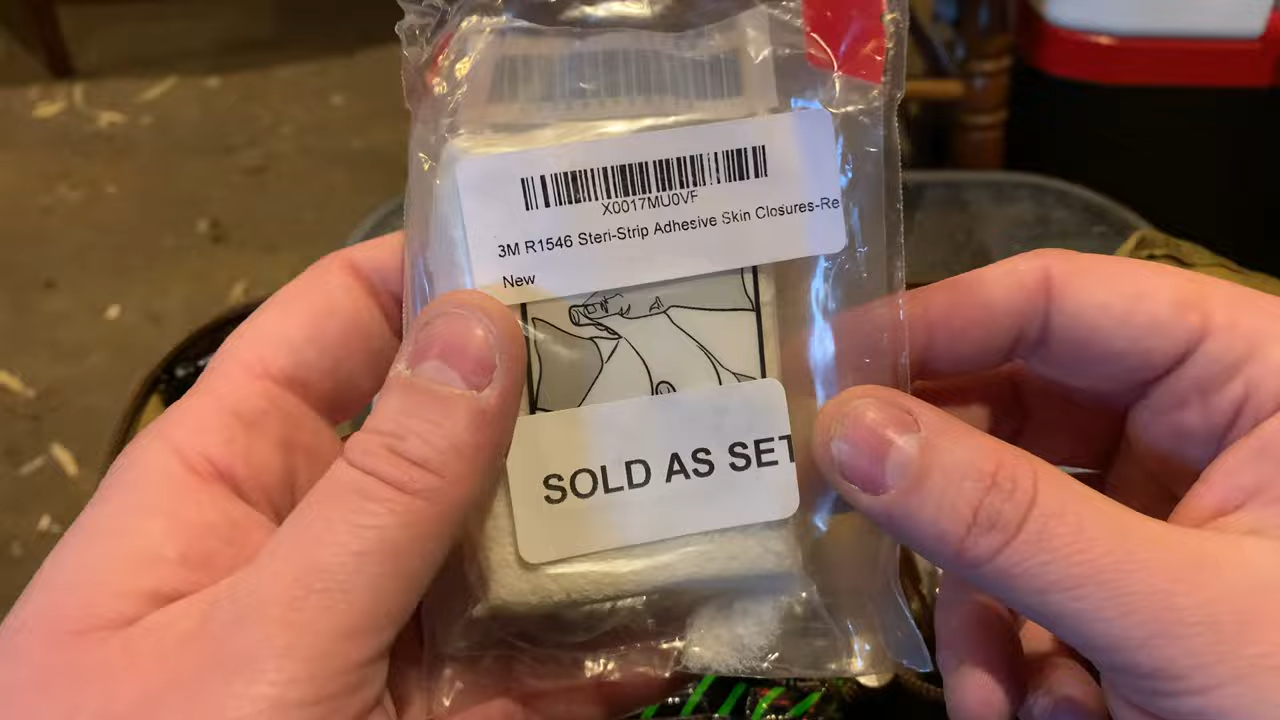 X0017MU0VF
3M R1546 Steri-Strip Adhesive Skin Closures-Re
New
SOLD AS SET